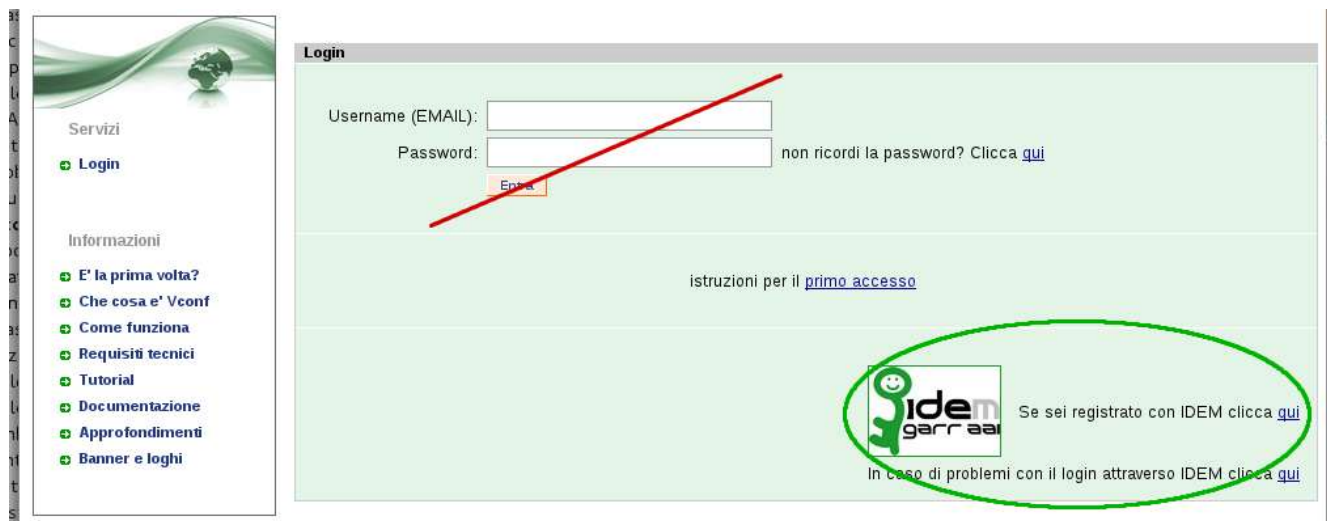 Servizi
Login
Informazioni
E' la prima volta?
Che cosa e' Vconf
Come funziona
Requisiti tecnici
Tutorial
Documentazione
Approfondimenti
Banner e loghi
Login
Username (EMAIL):
Password: non ricordi la password? Clicca qui
Entra
istruzioni per il primo accesso
idem
garr aai
Se sei registrato con IDEM clicca qui
In caso di problemi con il login attraverso IDEM clicca qui